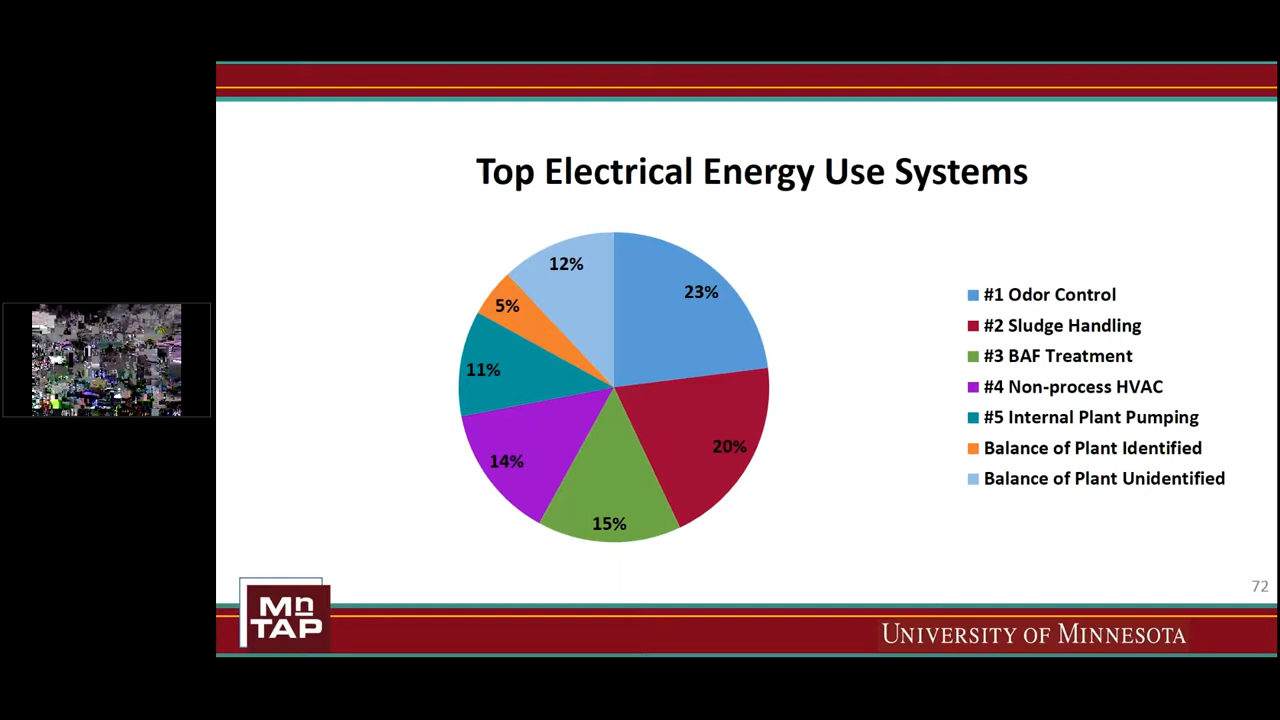 Top Electrical Energy Use Systems
12%
23%
5%
11%
20%
14%
15%
#1 Odor Control
#2 Sludge Handling
#3 BAF Treatment
#4 Non-process HVAC
#5 Internal Plant Pumping
Balance of Plant Identified
Balance of Plant Unidentified
72
Mn
TAP
UNIVERSITY OF MINNESOTA